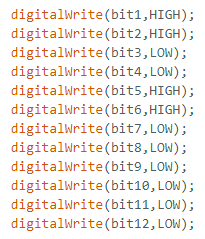 digitalWrite(bit1,HIGH);
digitalWrite(bit2,HIGH);
digitalWrite(bit3,LOW);
digitalWrite(bit4,LOW);
digitalWrite(bit5,HIGH);
digitalWrite(bit6,HIGH);
digitalWrite(bit7,LOW);
digitalWrite(bit8,LOW);
digitalWrite(bit9,LOW);
digitalWrite(bit10,LOW);
digitalWrite(bit11,LOW);
digitalWrite(bit12,LOW);